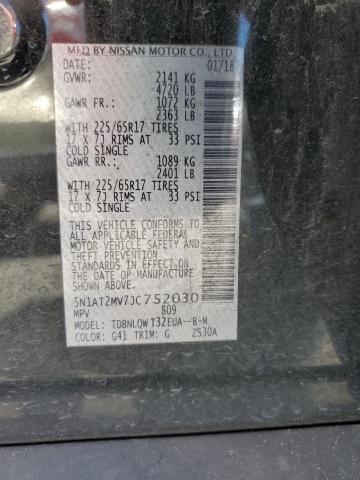 MFD BY NISSAN MOTOR CO., LTD.
DATE: 01/18
GVWR: 2141 KG
4720 LB
GAWR FR.: 1072 KG
2363 LB
WITH 225/65R17 TIRES
17 X 7J RIMS AT 33 PSI
COLD SINGLE
GAWR RR.: 1089 KG
2401 LB
WITH 225/65R17 TIRES
17 X 7J RIMS AT 33 PSI
COLD SINGLE
THIS VEHICLE CONFORMS TO
ALL APPLICABLE FEDERAL
MOTOR VEHICLE SAFETY AND
THEFT PREVENTION
STANDARDS IN EFFECT ON
THE DATE OF MANUFACTURE
SHOWN ABOVE
5N1AT2MV7JC752030
MPV 809
MODEL: TDBNLQW T32EUA--B-M
COLOR: G41 TRIM: G 2S30A